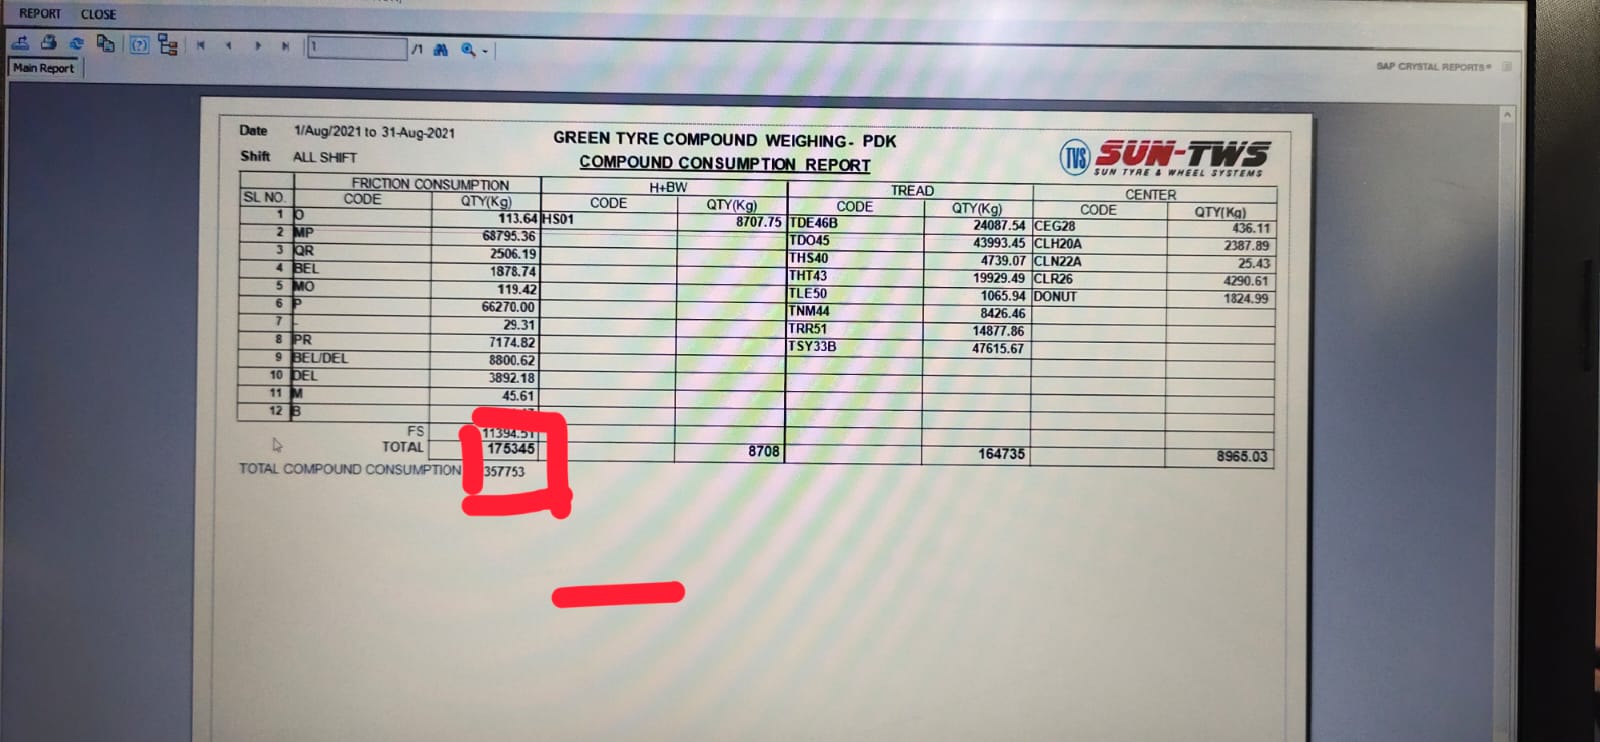 REPORT CLOSE
1 /1
Main Report
SAP CRYSTAL REPORTS®
Date 1/Aug/2021 to 31-Aug-2021
GREEN TYRE COMPOUND WEIGHING- PDK
Shift ALL SHIFT
COMPOUND CONSUMPTION REPORT
TVS SUN-TWS
SUN TYRE & WHEEL SYSTEMS
FRICTION CONSUMPTION H+BW TREAD CENTER
SL NO. CODE QTY(Kg) CODE QTY(Kg) CODE QTY(Kg) CODE QTY(Kg)
1 O 113.64 HS01 8707.75 TDE46B 24087.54 CEG28 436.11
2 MP 68795.36 TDO45 43993.45 CLH20A 2387.89
3 QR 2506.19 THS40 4739.07 CLN22A 25.43
4 BEL 1878.74 THT43 19929.49 CLR26 4290.61
5 MO 119.42 TLE50 1065.94 DONUT 1824.99
6 P 66270.00 TNM44 8426.46
7 - 29.31 TRR51 14877.86
8 PR 7174.82 TSY33B 47615.67
9 BEL/DEL 8800.62
10 DEL 3892.18
11 M 45.61
12 B
FS 11394.51
TOTAL 175345 8708 164735 8965.03
TOTAL COMPOUND CONSUMPTION 357753